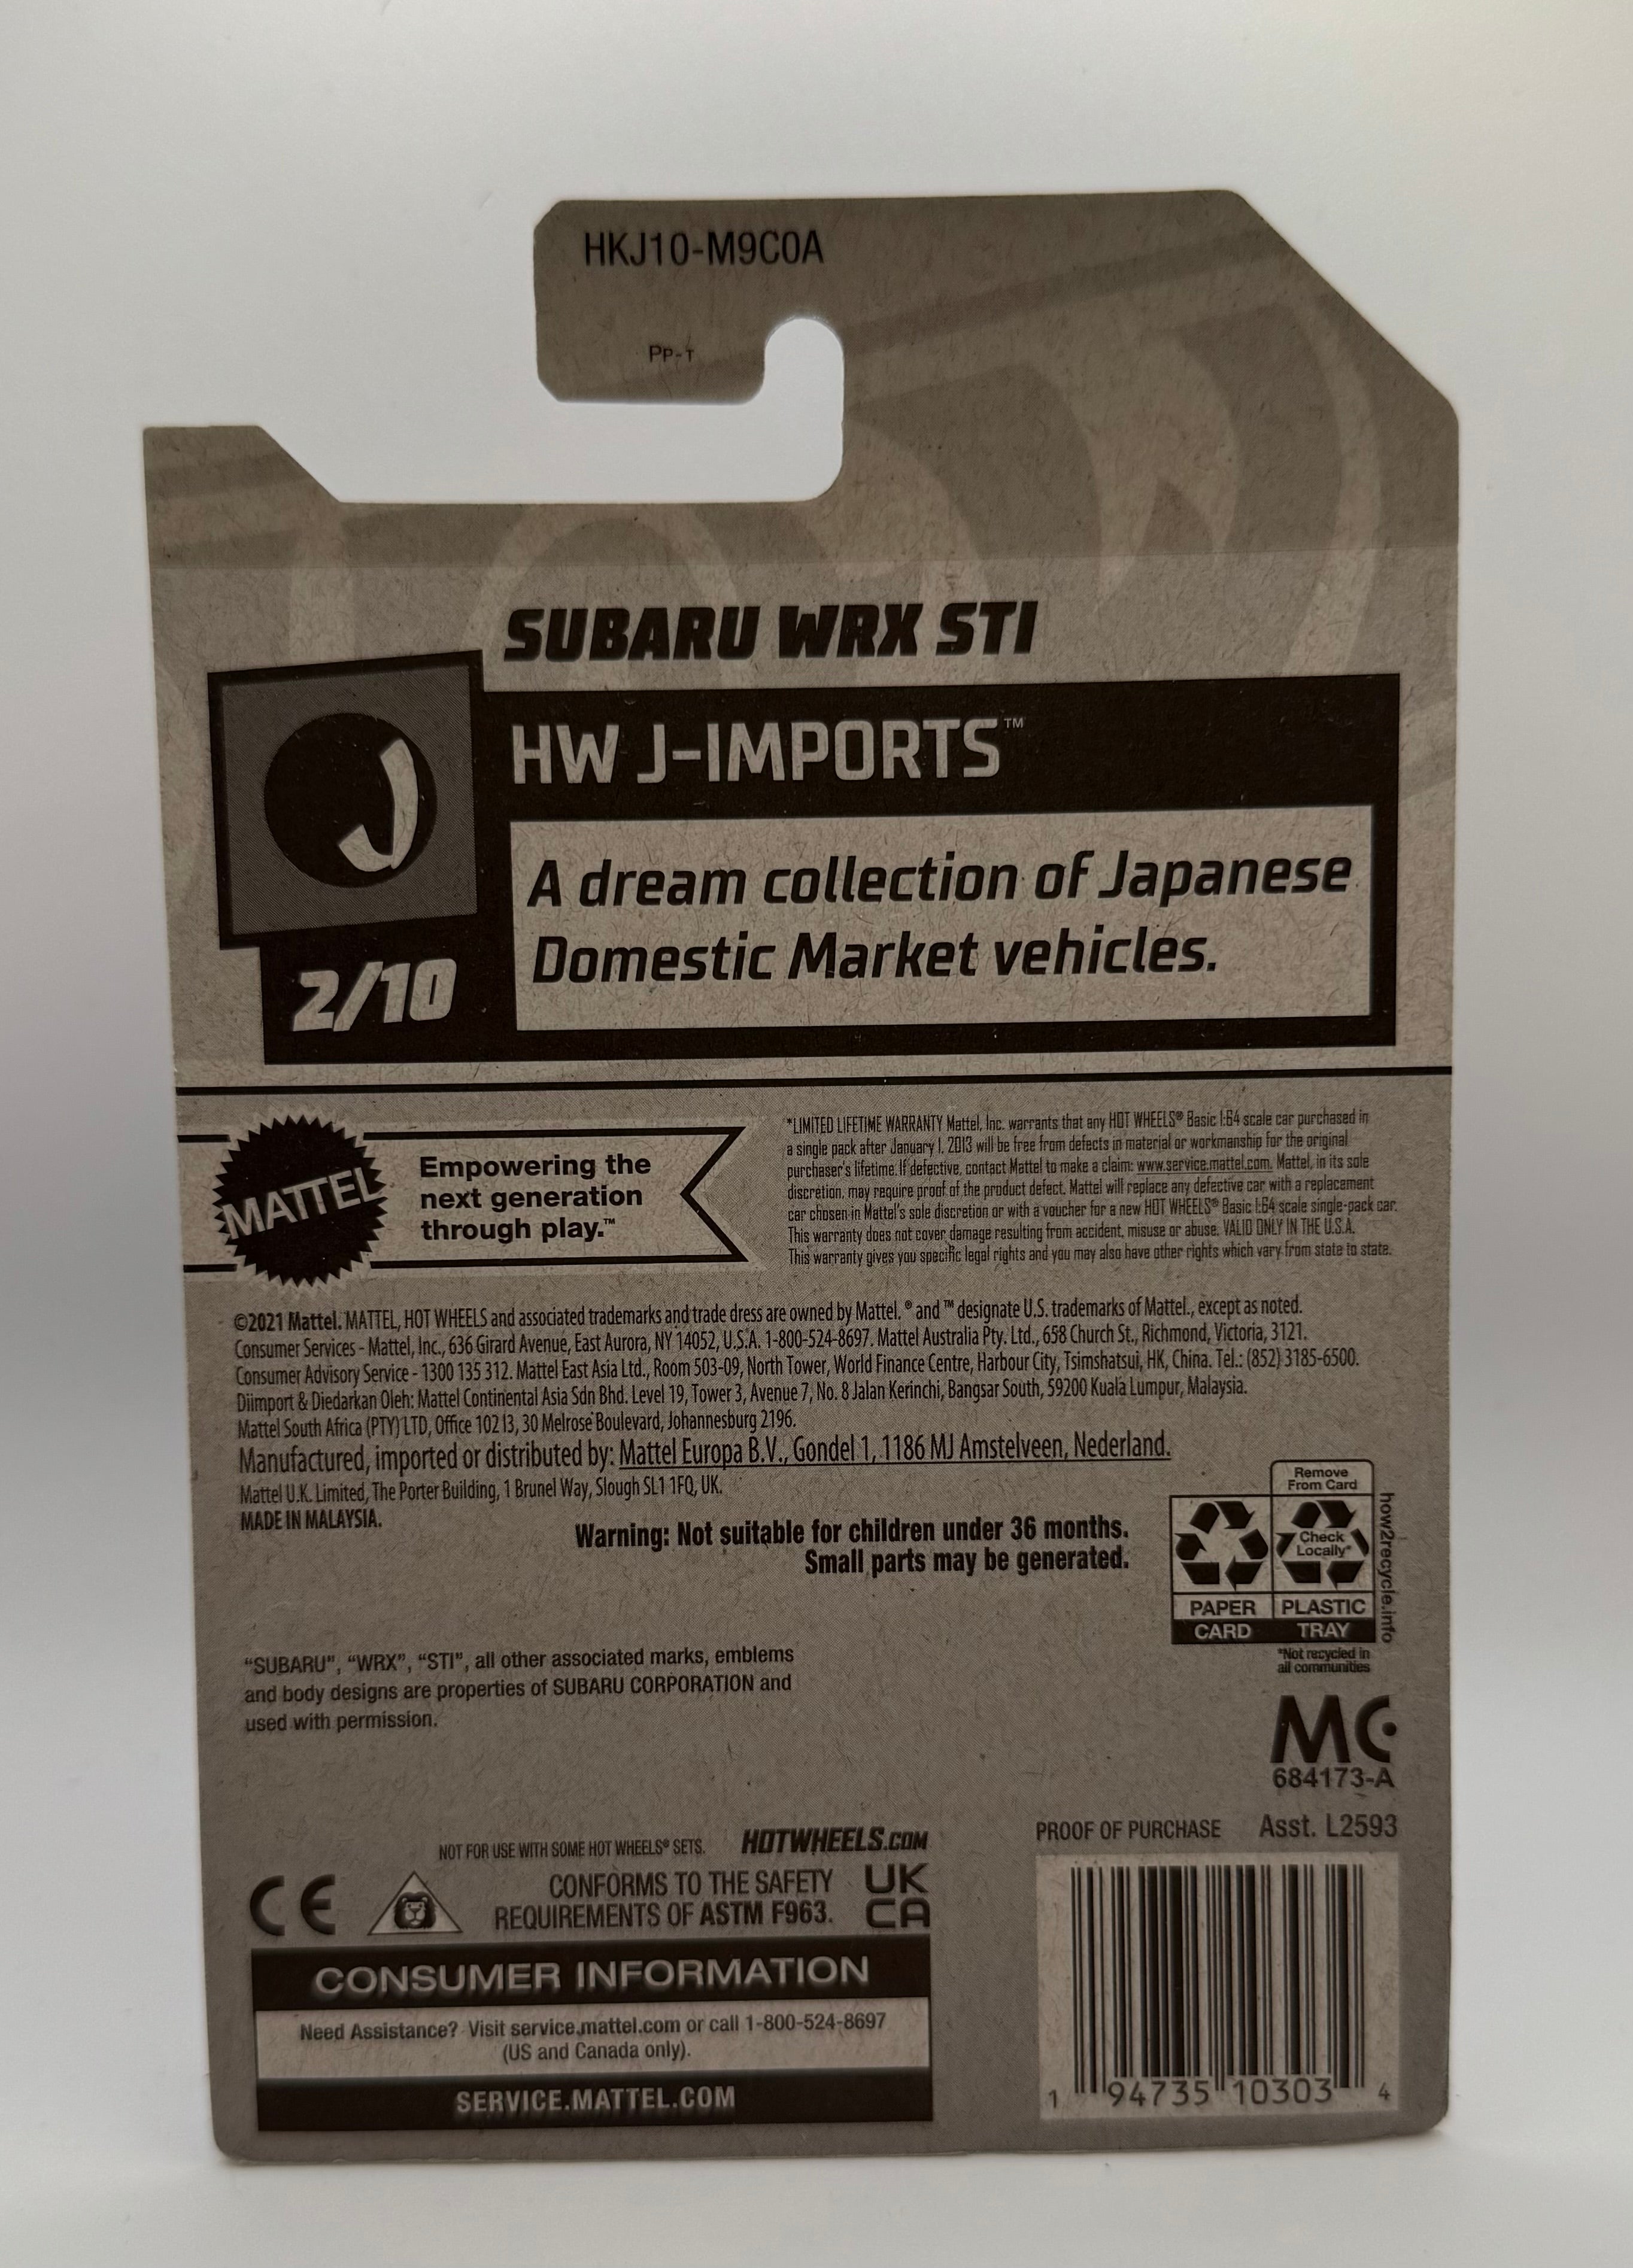 HKJ10-M9C0A
PP-T
SUBARU WRX STI
HW J-IMPORTS™
J
A dream collection of Japanese
Domestic Market vehicles.
2/10
MATTEL
Empowering the
next generation
through play.™
*LIMITED LIFETIME WARRANTY Mattel, Inc. warrants that any HOT WHEELS® Basic 1:64 scale car purchased in
a single pack after January 1, 2013 will be free from defects in material or workmanship for the original
purchaser's lifetime. If defective, contact Mattel to make a claim: www.service.mattel.com. Mattel, in its sole
discretion, may require proof of the product defect. Mattel will replace any defective car with a replacement
car chosen in Mattel's sole discretion or with a voucher for a new HOT WHEELS® Basic 1:64 scale single-pack car.
This warranty does not cover damage resulting from accident, misuse or abuse. VALID ONLY IN THE U.S.A.
This warranty gives you specific legal rights and you may also have other rights which vary from state to state.
©2021 Mattel. MATTEL, HOT WHEELS and associated trademarks and trade dress are owned by Mattel. ® and ™ designate U.S. trademarks of Mattel., except as noted.
Consumer Services - Mattel, Inc., 636 Girard Avenue, East Aurora, NY 14052, U.S.A. 1-800-524-8697. Mattel Australia Pty. Ltd., 658 Church St., Richmond, Victoria, 3121.
Consumer Advisory Service - 1300 135 312. Mattel East Asia Ltd., Room 503-09, North Tower, World Finance Centre, Harbour City, Tsimshatsui, HK, China. Tel.: (852) 3185-6500.
Diimport & Diedarkan Oleh: Mattel Continental Asia Sdn Bhd. Level 19, Tower 3, Avenue 7, No. 8 Jalan Kerinchi, Bangsar South, 59200 Kuala Lumpur, Malaysia.
Mattel South Africa (PTY) LTD, Office 102 I3, 30 Melrose Boulevard, Johannesburg 2196.
Manufactured, imported or distributed by: Mattel Europa B.V., Gondel 1, 1186 MJ Amstelveen, Nederland.
Mattel U.K. Limited, The Porter Building, 1 Brunel Way, Slough SL1 1FQ, UK.
MADE IN MALAYSIA.
Warning: Not suitable for children under 36 months.
Small parts may be generated.
Remove
From Card
Check
Locally*
PAPER
CARD
PLASTIC
TRAY
how2recycle.info
*Not recycled in
all communities
"SUBARU", "WRX", "STI", all other associated marks, emblems
and body designs are properties of SUBARU CORPORATION and
used with permission.
MC
684173-A
PROOF OF PURCHASE Asst. L2593
NOT FOR USE WITH SOME HOT WHEELS® SETS. HOTWHEELS.COM
CE
CONFORMS TO THE SAFETY
REQUIREMENTS OF ASTM F963.
UK
CA
CONSUMER INFORMATION
Need Assistance? Visit service.mattel.com or call 1-800-524-8697
(US and Canada only).
SERVICE.MATTEL.COM
1 94735 10303 4